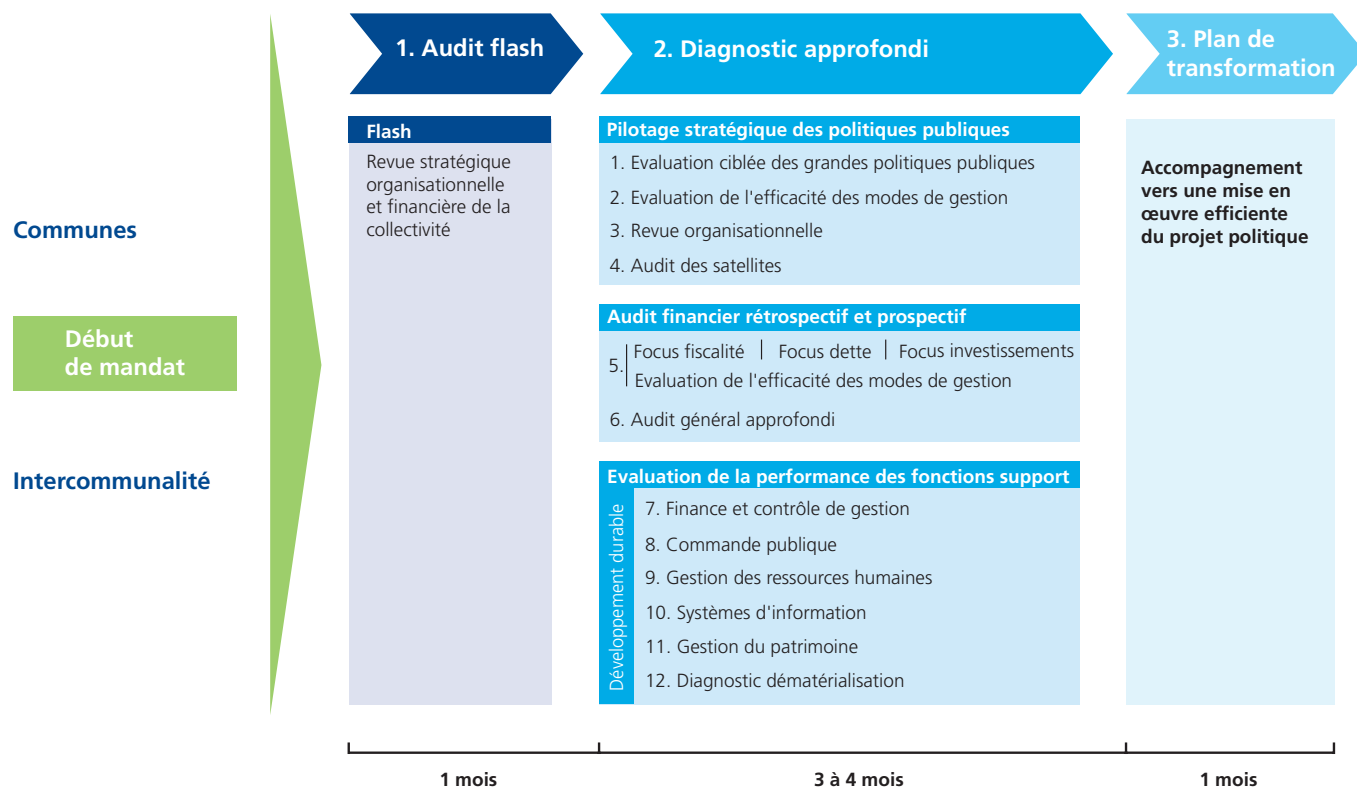 1. Audit flash
2. Diagnostic approfondi
3. Plan de
transformation
Communes
Début
de mandat
Intercommunalité
Flash
Revue stratégique
organisationnelle
et financière de la
collectivité
Pilotage stratégique des politiques publiques
1. Evaluation ciblée des grandes politiques publiques
2. Evaluation de l'efficacité des modes de gestion
3. Revue organisationnelle
4. Audit des satellites
Audit financier rétrospectif et prospectif
5. Focus fiscalité | Focus dette | Focus investissements
Evaluation de l'efficacité des modes de gestion
6. Audit général approfondi
Evaluation de la performance des fonctions support
Développement durable
7. Finance et contrôle de gestion
8. Commande publique
9. Gestion des ressources humaines
10. Systèmes d'information
11. Gestion du patrimoine
12. Diagnostic dématérialisation
Accompagnement
vers une mise en
œuvre efficiente
du projet politique
1 mois
3 à 4 mois
1 mois